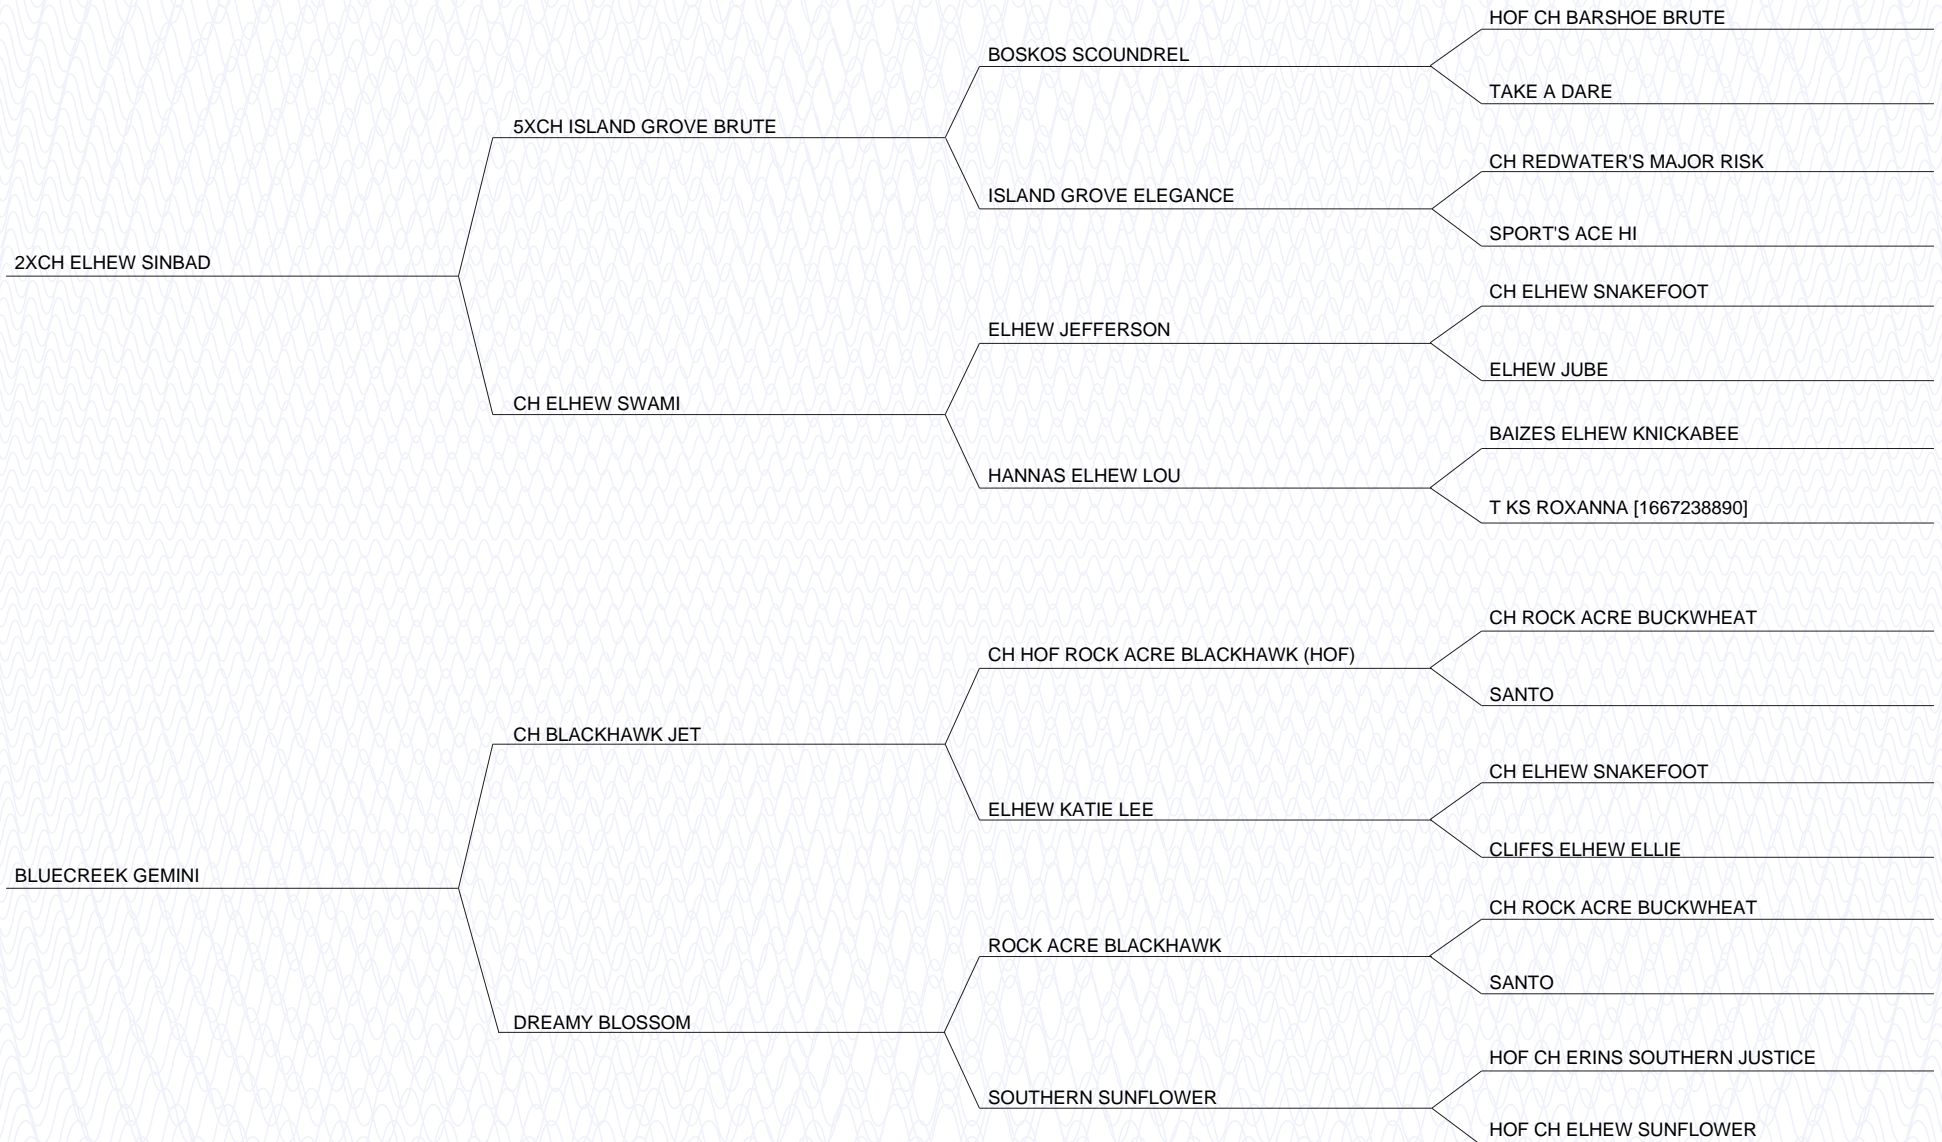 HOF CH BARSHOE BRUTE
BOSKOS SCOUNDREL
TAKE A DARE
5XCH ISLAND GROVE BRUTE
CH REDWATER'S MAJOR RISK
ISLAND GROVE ELEGANCE
SPORT'S ACE HI
2XCH ELHEW SINBAD
CH ELHEW SNAKEFOOT
ELHEW JEFFERSON
ELHEW JUBE
CH ELHEW SWAMI
BAIZES ELHEW KNICKABEE
HANNAS ELHEW LOU
T KS ROXANNA [1667238890]
CH ROCK ACRE BUCKWHEAT
CH HOF ROCK ACRE BLACKHAWK (HOF)
SANTO
CH BLACKHAWK JET
CH ELHEW SNAKEFOOT
ELHEW KATIE LEE
CLIFFS ELHEW ELLIE
BLUECREEK GEMINI
CH ROCK ACRE BUCKWHEAT
ROCK ACRE BLACKHAWK
SANTO
DREAMY BLOSSOM
HOF CH ERINS SOUTHERN JUSTICE
SOUTHERN SUNFLOWER
HOF CH ELHEW SUNFLOWER